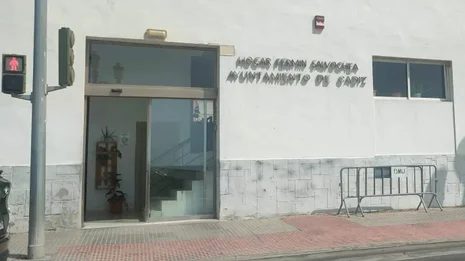 HOGAR FERMIN SALVOCHEA
AYUNTAMIENTO DE CADIZ